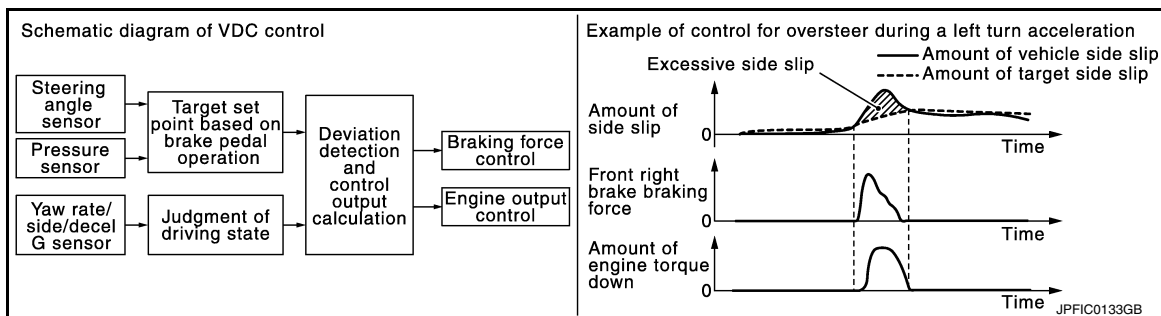 Schematic diagram of VDC control
Steering
angle
sensor
Pressure
sensor
Yaw rate/
side/decel
G sensor
Target set
point based on
brake pedal
operation
Judgment of
driving state
Deviation
detection
and
control
output
calculation
Braking force
control
Engine output
control
Example of control for oversteer during a left turn acceleration
Amount of vehicle side slip
Amount of target side slip
Excessive side slip
Amount of
side slip
0
Time
Front right
brake braking
force
0
Time
Amount of
engine torque
down
0
Time
JPFIC0133GB